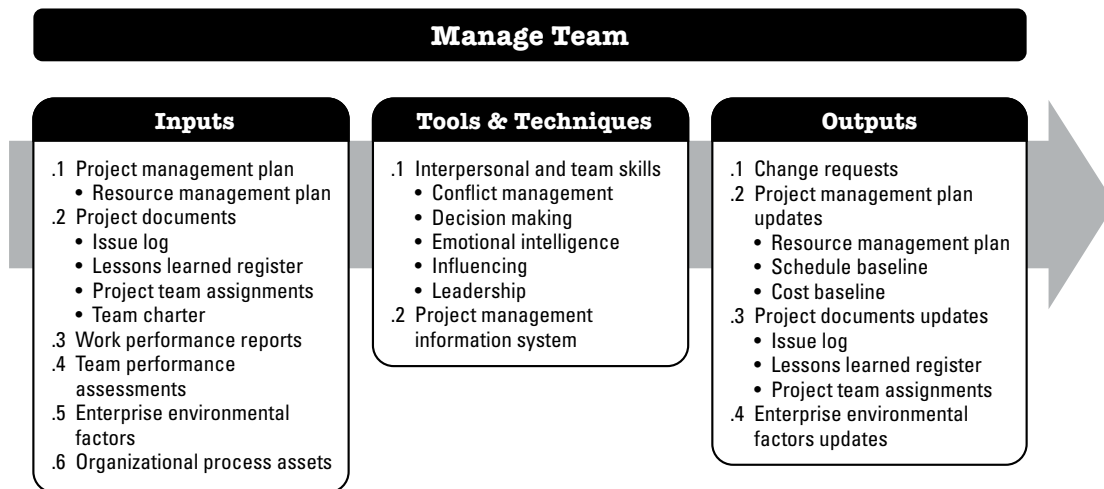 Manage Team
Inputs
.1 Project management plan
• Resource management plan
.2 Project documents
• Issue log
• Lessons learned register
• Project team assignments
• Team charter
.3 Work performance reports
.4 Team performance
assessments
.5 Enterprise environmental
factors
.6 Organizational process assets
Tools & Techniques
.1 Interpersonal and team skills
• Conflict management
• Decision making
• Emotional intelligence
• Influencing
• Leadership
.2 Project management
information system
Outputs
.1 Change requests
.2 Project management plan
updates
• Resource management plan
• Schedule baseline
• Cost baseline
.3 Project documents updates
• Issue log
• Lessons learned register
• Project team assignments
.4 Enterprise environmental
factors updates